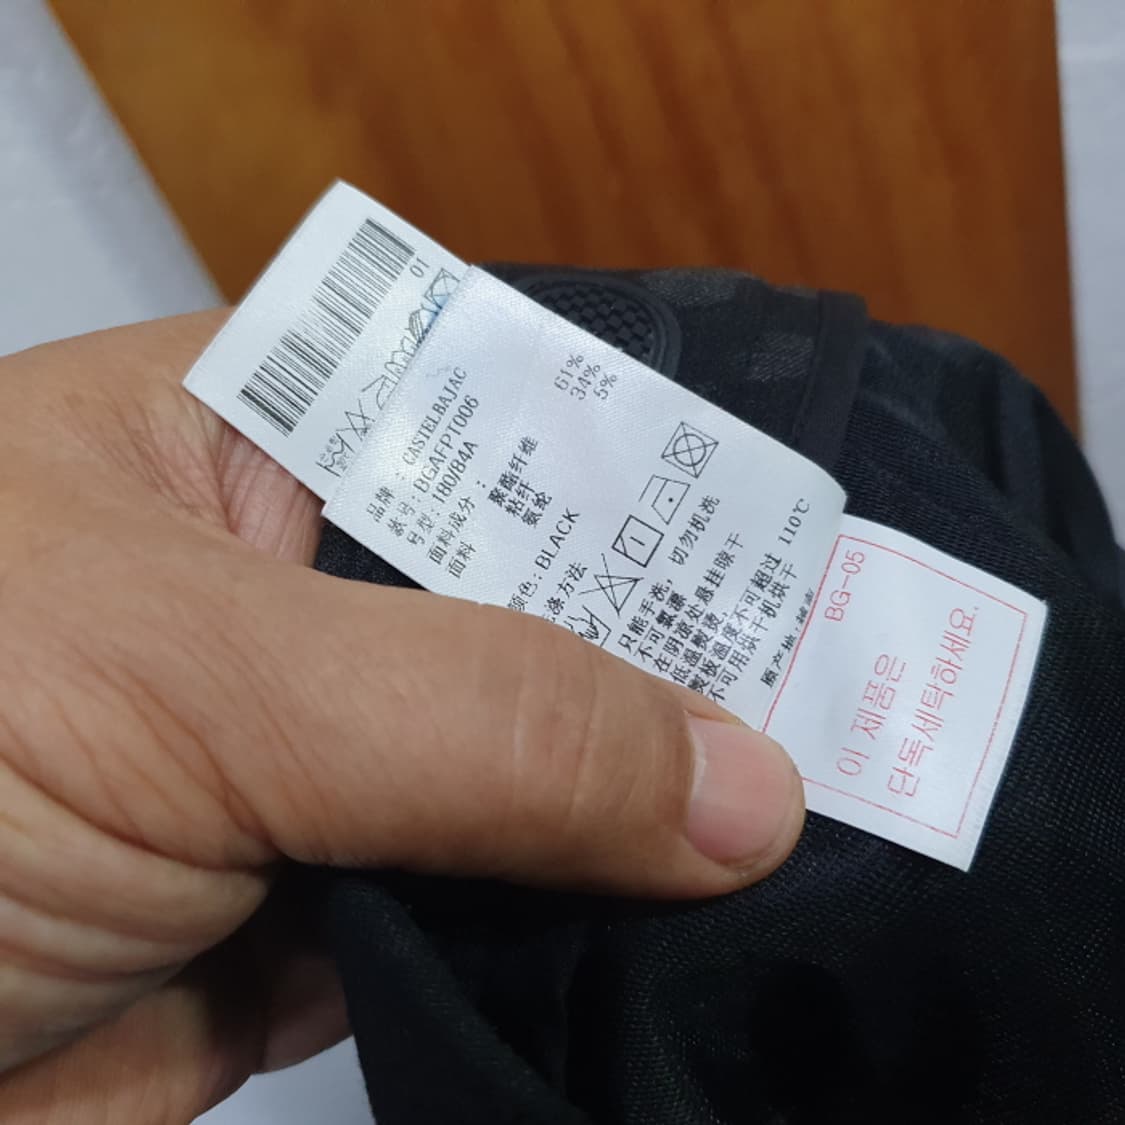 01
品牌 : CASTELBAJAC
款号: BGAFPT006
号型: 180/84A
面料成分 :
面料
聚酯纤维 61%
粘纤 34%
氨纶 5%
颜色: BLACK
洗涤方法
只能手洗, 切勿机洗
不可氯漂
在阴凉处悬挂晾干
低温熨烫
熨板温度不可超过 110℃
不可用烘干机烘干
原产地: 韩国
BG-05
이 제품은
단독세탁하세요.